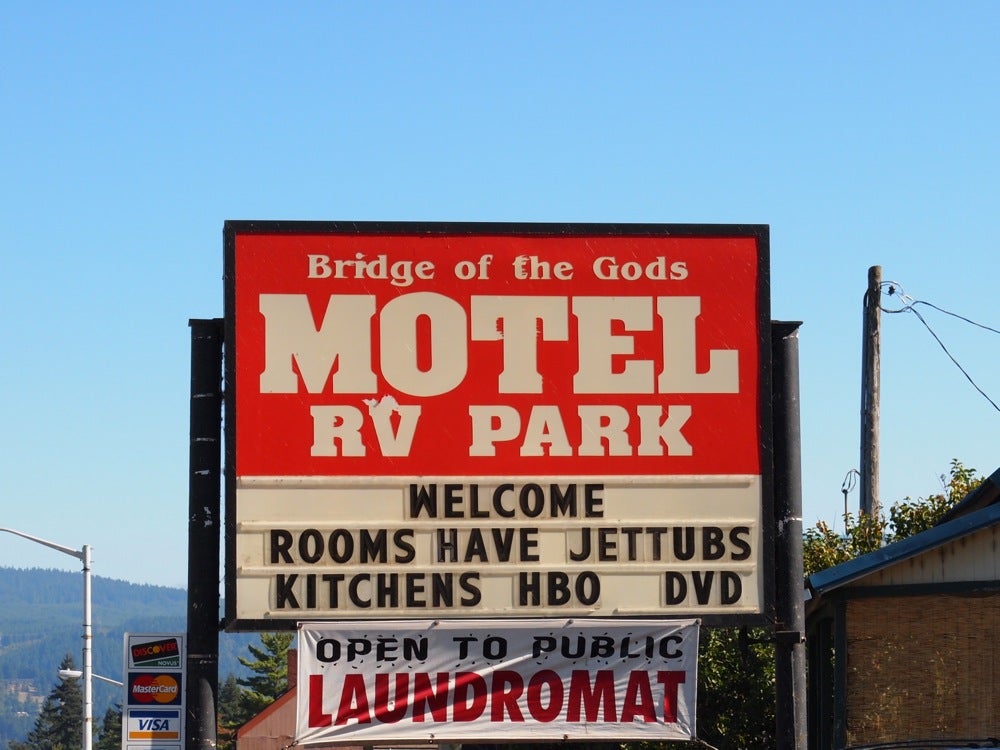 Bridge of the Gods
MOTEL
RV PARK
WELCOME
ROOMS HAVE JETTUBS
KITCHENS HBO DVD
OPEN TO PUBLIC
LAUNDROMAT
DISCOVER
NOVUS
MasterCard
VISA